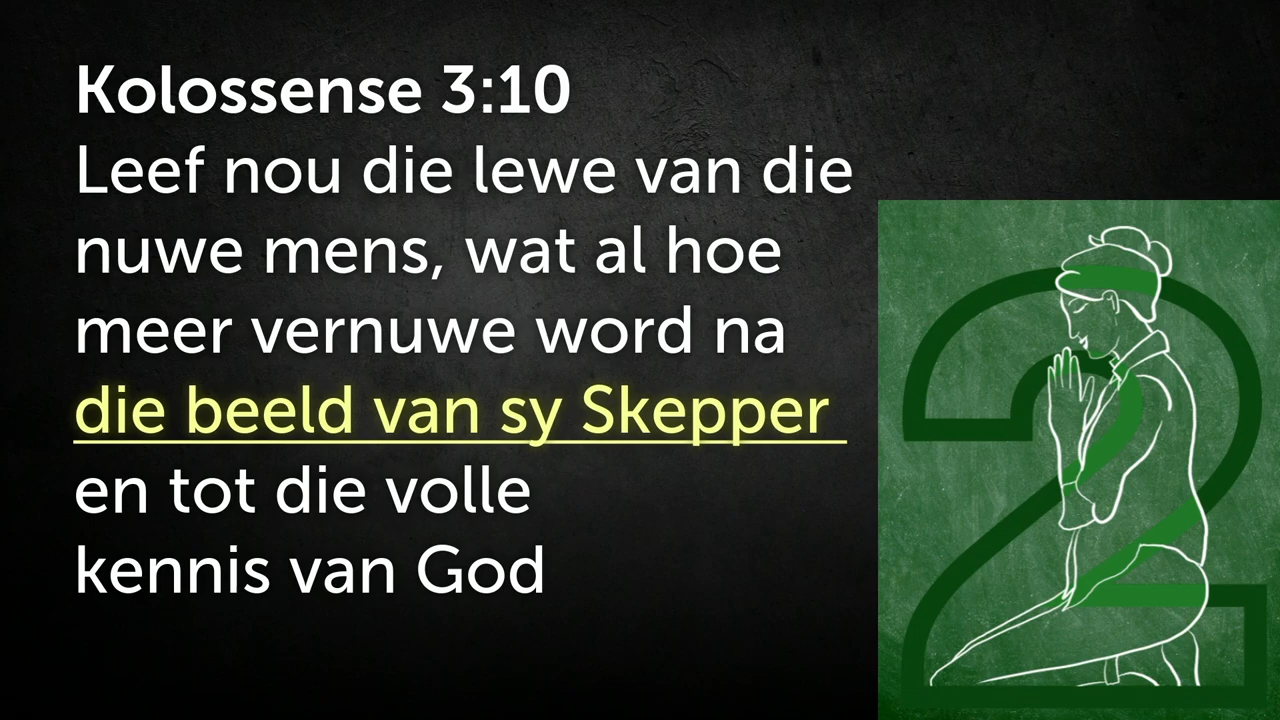 Kolossense 3:10
Leef nou die lewe van die
nuwe mens, wat al hoe
meer vernuwe word na
die beeld van sy Skepper
en tot die volle
kennis van God
2